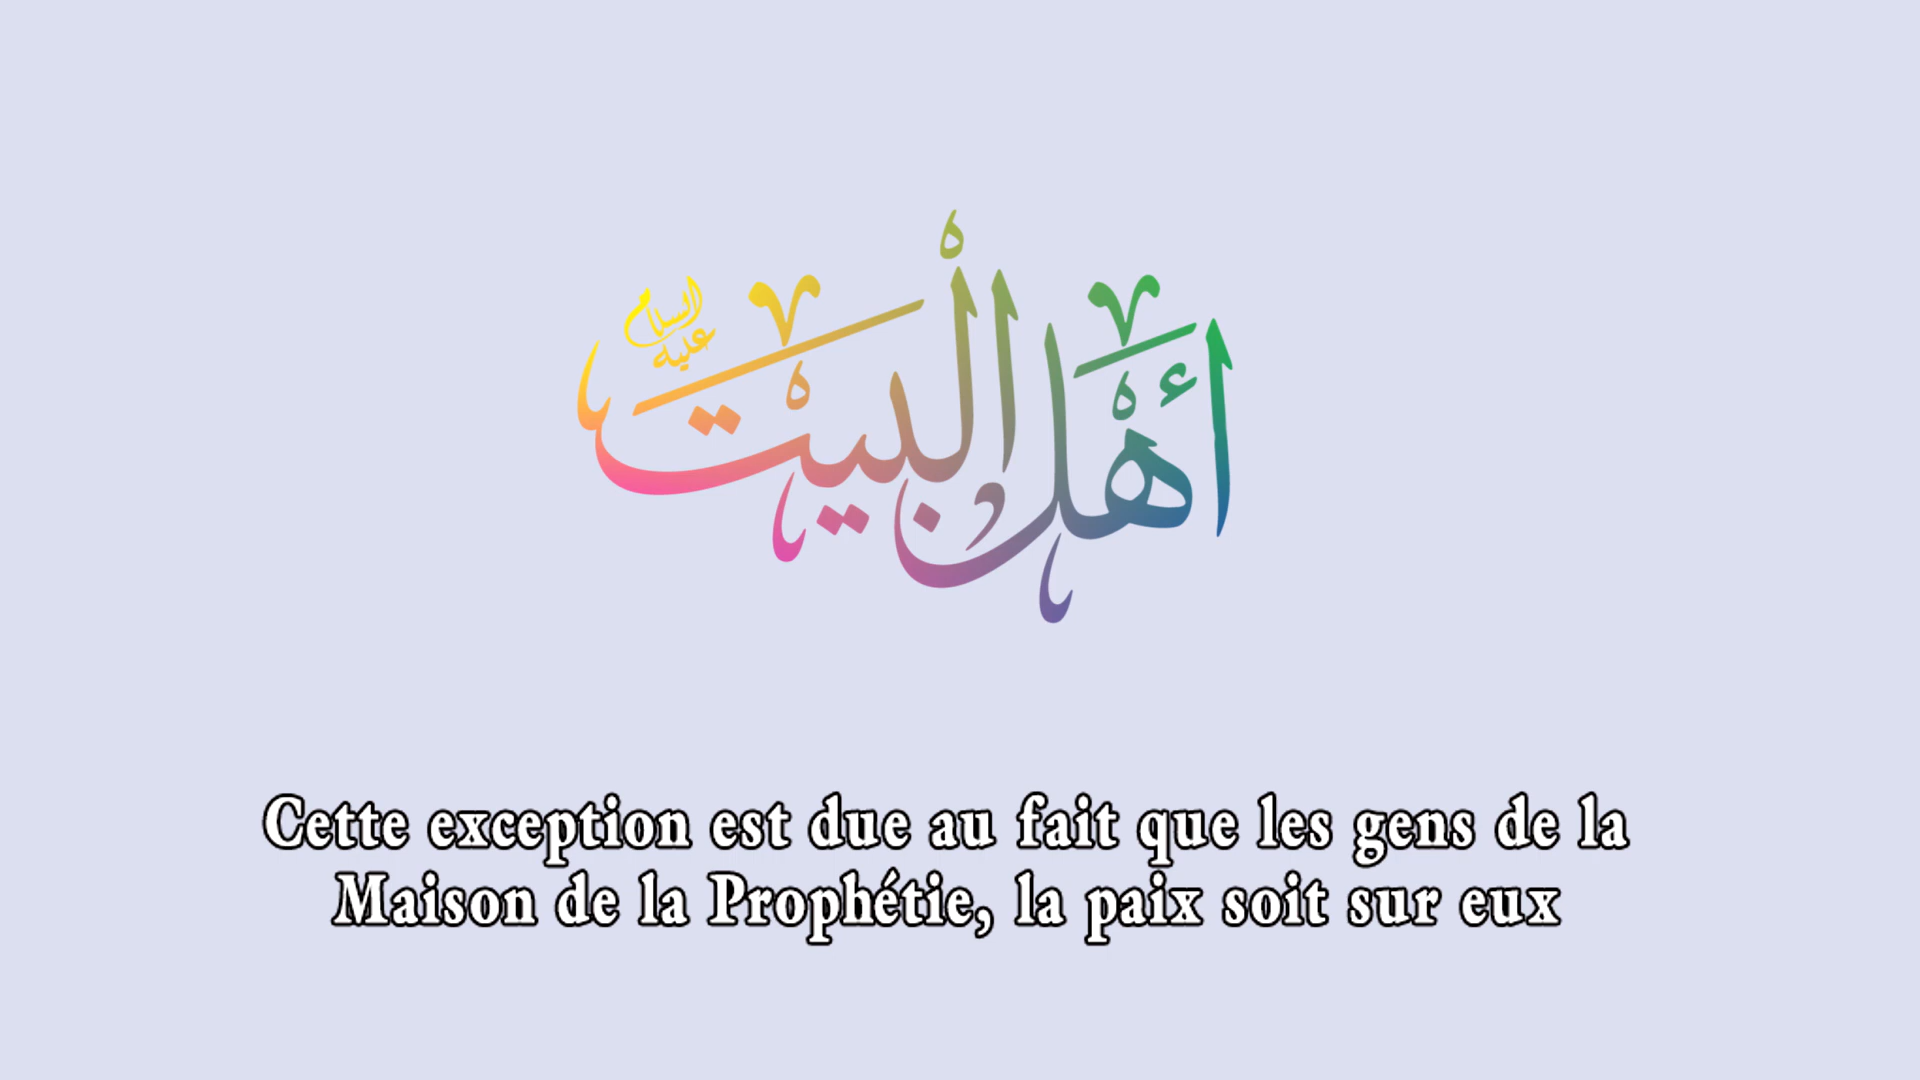 أهل البيت
عليه السلام
Cette exception est due au fait que les gens de la
Maison de la Prophétie, la paix soit sur eux